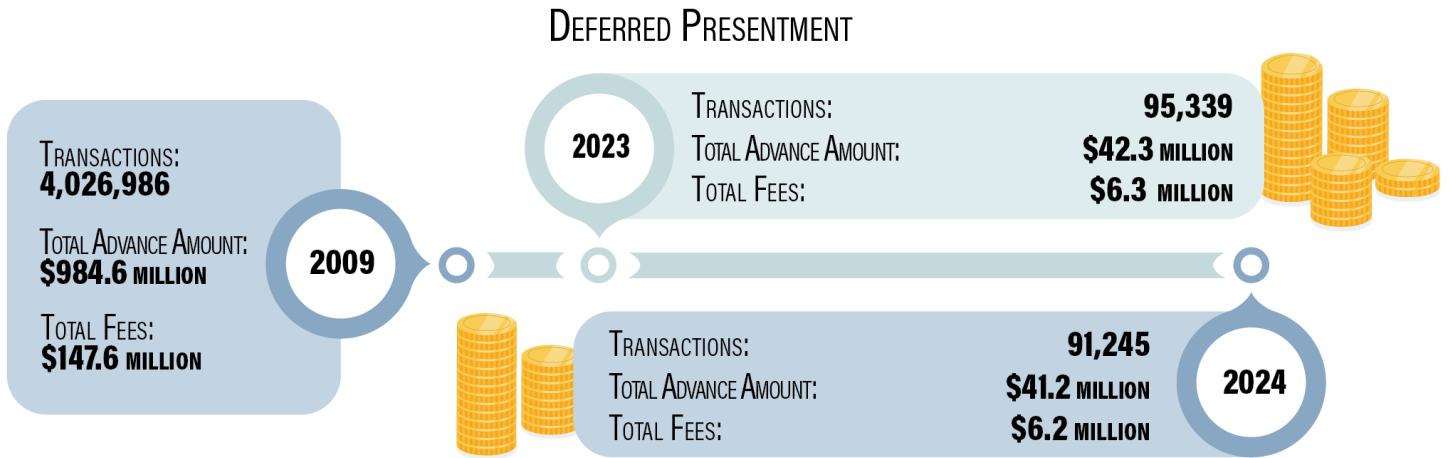 Deferred Presentment
Transactions:
4,026,986
Total Advance Amount:
$984.6 million
Total Fees:
$147.6 million
2009
2023
Transactions: 95,339
Total Advance Amount: $42.3 million
Total Fees: $6.3 million
Transactions: 91,245
Total Advance Amount: $41.2 million
Total Fees: $6.2 million
2024